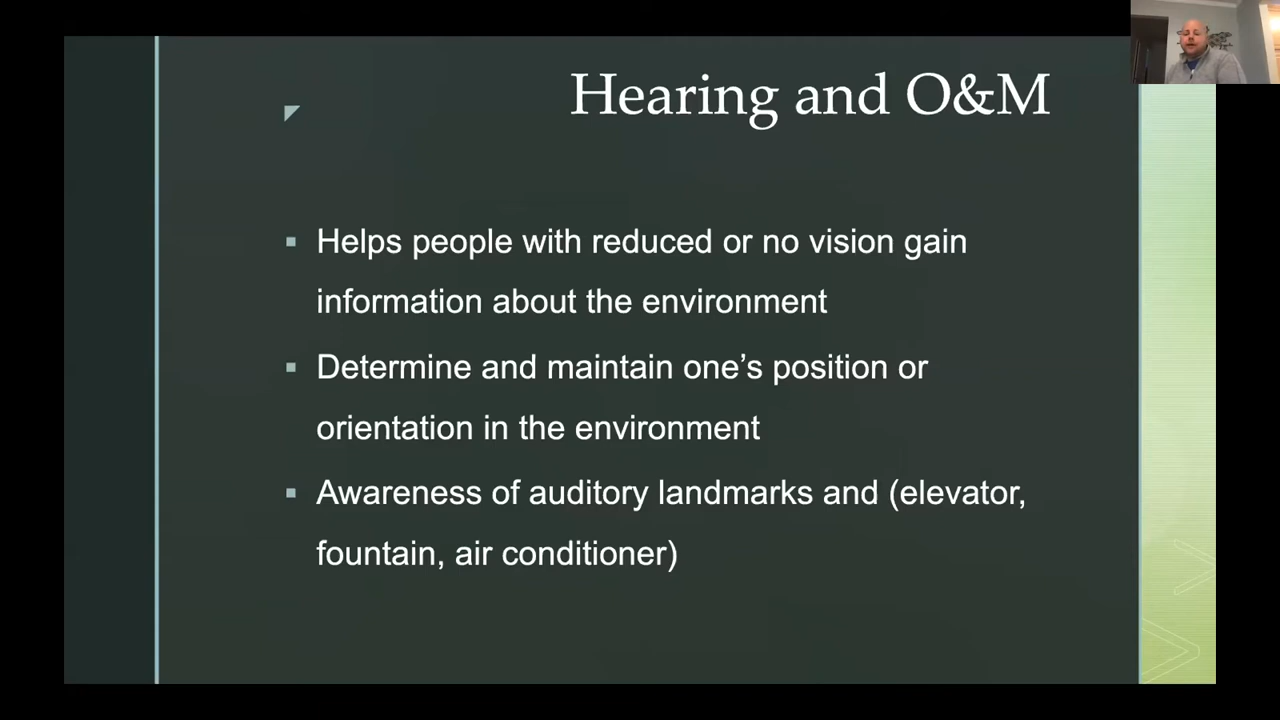 Hearing and O&M
Helps people with reduced or no vision gain
information about the environment
Determine and maintain one’s position or
orientation in the environment
Awareness of auditory landmarks and (elevator,
fountain, air conditioner)